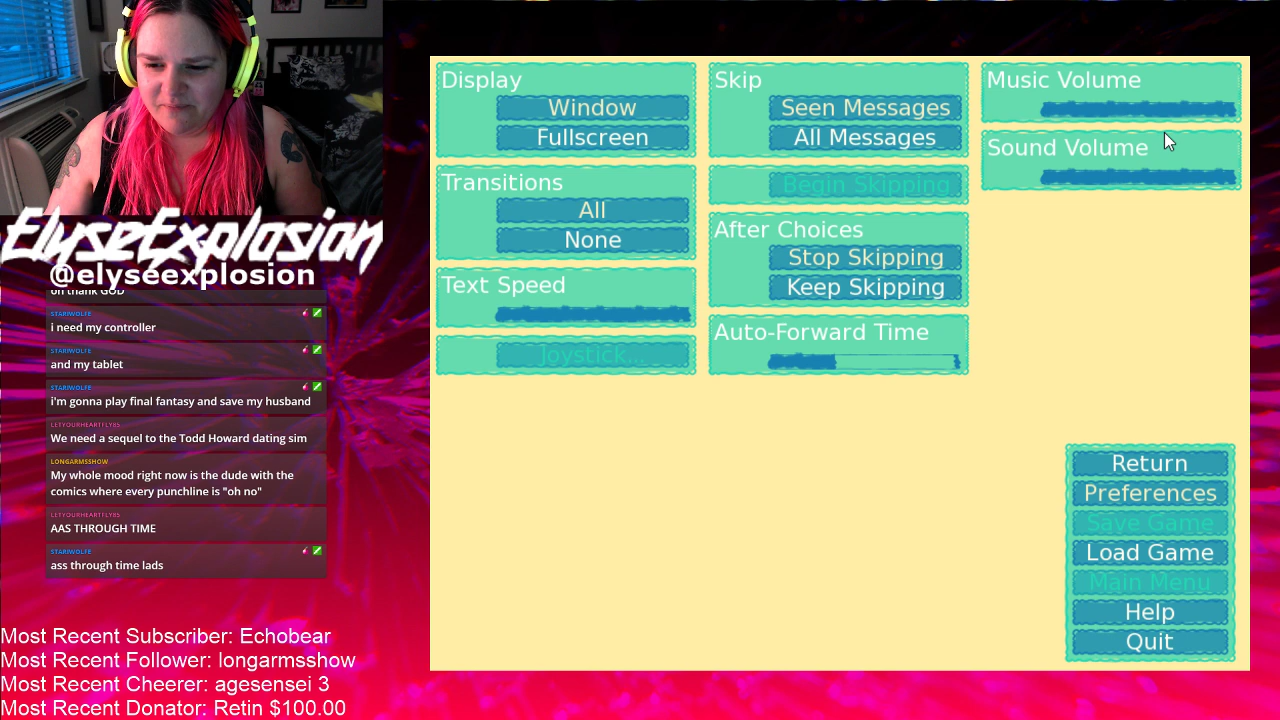 ElyseExplosion
@elyseexplosion
oh thank GOD
STARIWOLFE
i need my controller
STARIWOLFE
and my tablet
STARIWOLFE
i'm gonna play final fantasy and save my husband
LETYOURHEARTFLY85
We need a sequel to the Todd Howard dating sim
LONGARMSSHOW
My whole mood right now is the dude with the
comics where every punchline is "oh no"
LETYOURHEARTFLY85
AAS THROUGH TIME
STARIWOLFE
ass through time lads
Most Recent Subscriber: Echobear
Most Recent Follower: longarmsshow
Most Recent Cheerer: agesensei 3
Most Recent Donator: Retin $100.00
Display
Window
Fullscreen
Transitions
All
None
Text Speed
Joystick...
Skip
Seen Messages
All Messages
Begin Skipping
After Choices
Stop Skipping
Keep Skipping
Auto-Forward Time
Music Volume
Sound Volume
Return
Preferences
Save Game
Load Game
Main Menu
Help
Quit